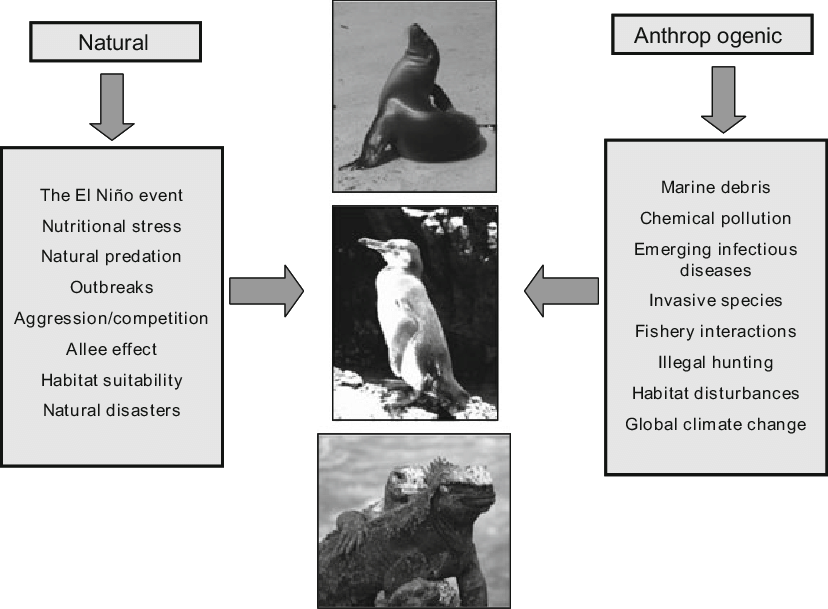 Natural
The El Niño event
Nutritional stress
Natural predation
Outbreaks
Aggression/competition
Allee effect
Habitat suitability
Natural disasters
Anthrop ogenic
Marine debris
Chemical pollution
Emerging infectious
diseases
Invasive species
Fishery interactions
Illegal hunting
Habitat disturbances
Global climate change